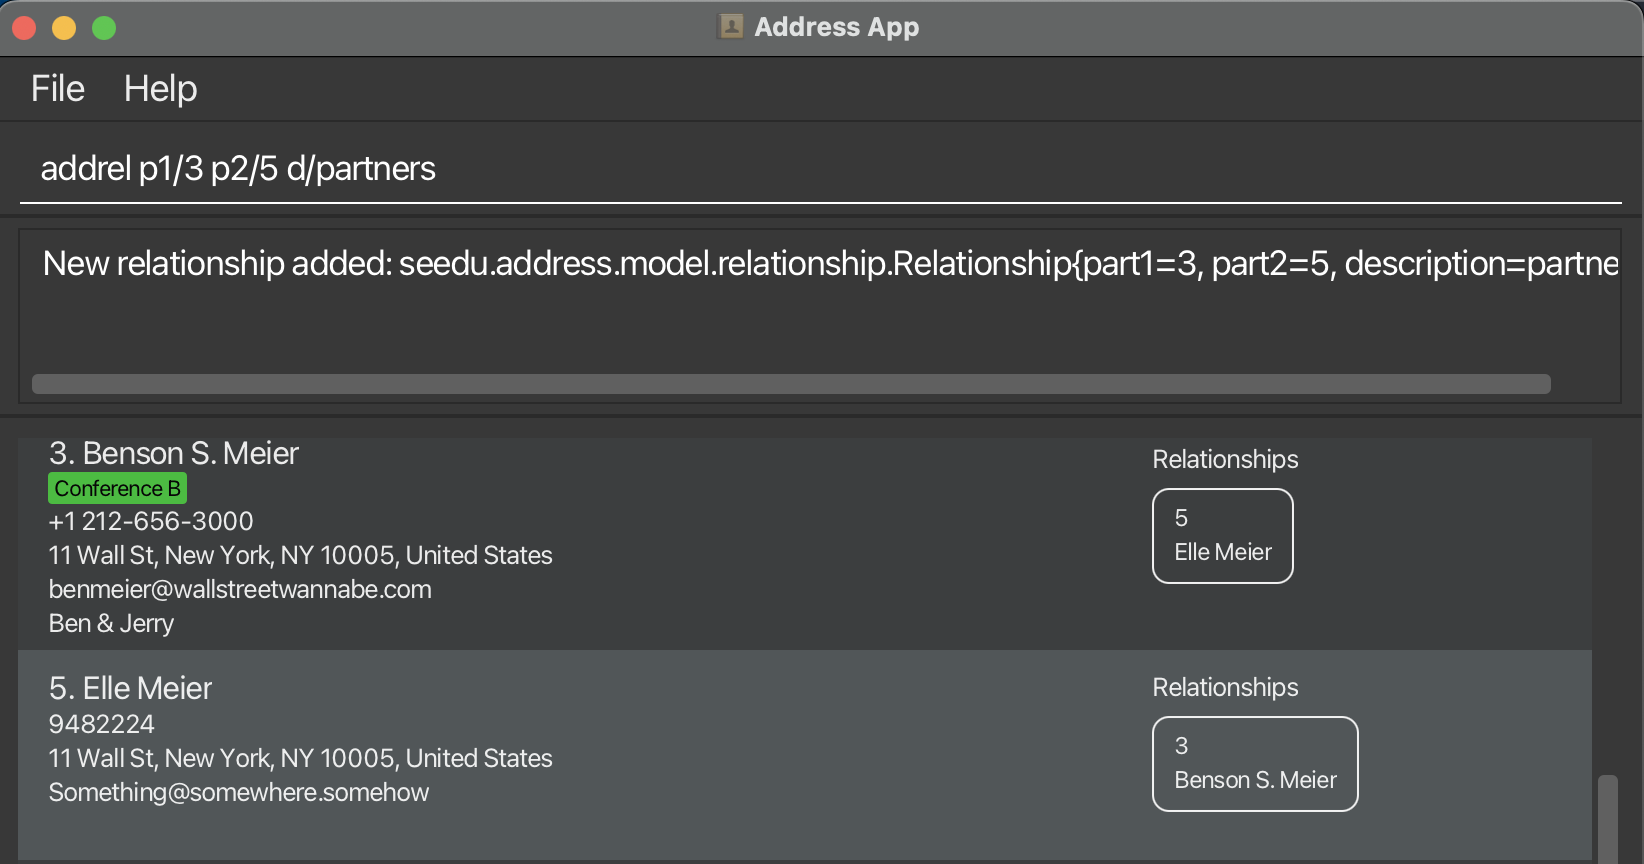 Address App
File Help
addrel p1/3 p2/5 d/partners
New relationship added: seedu.address.model.relationship.Relationship{part1=3, part2=5, description=partne
3. Benson S. Meier
Conference B
+1 212-656-3000
11 Wall St, New York, NY 10005, United States
benmeier@wallstreetwannabe.com
Ben & Jerry
Relationships
5
Elle Meier
5. Elle Meier
9482224
11 Wall St, New York, NY 10005, United States
Something@somewhere.somehow
Relationships
3
Benson S. Meier